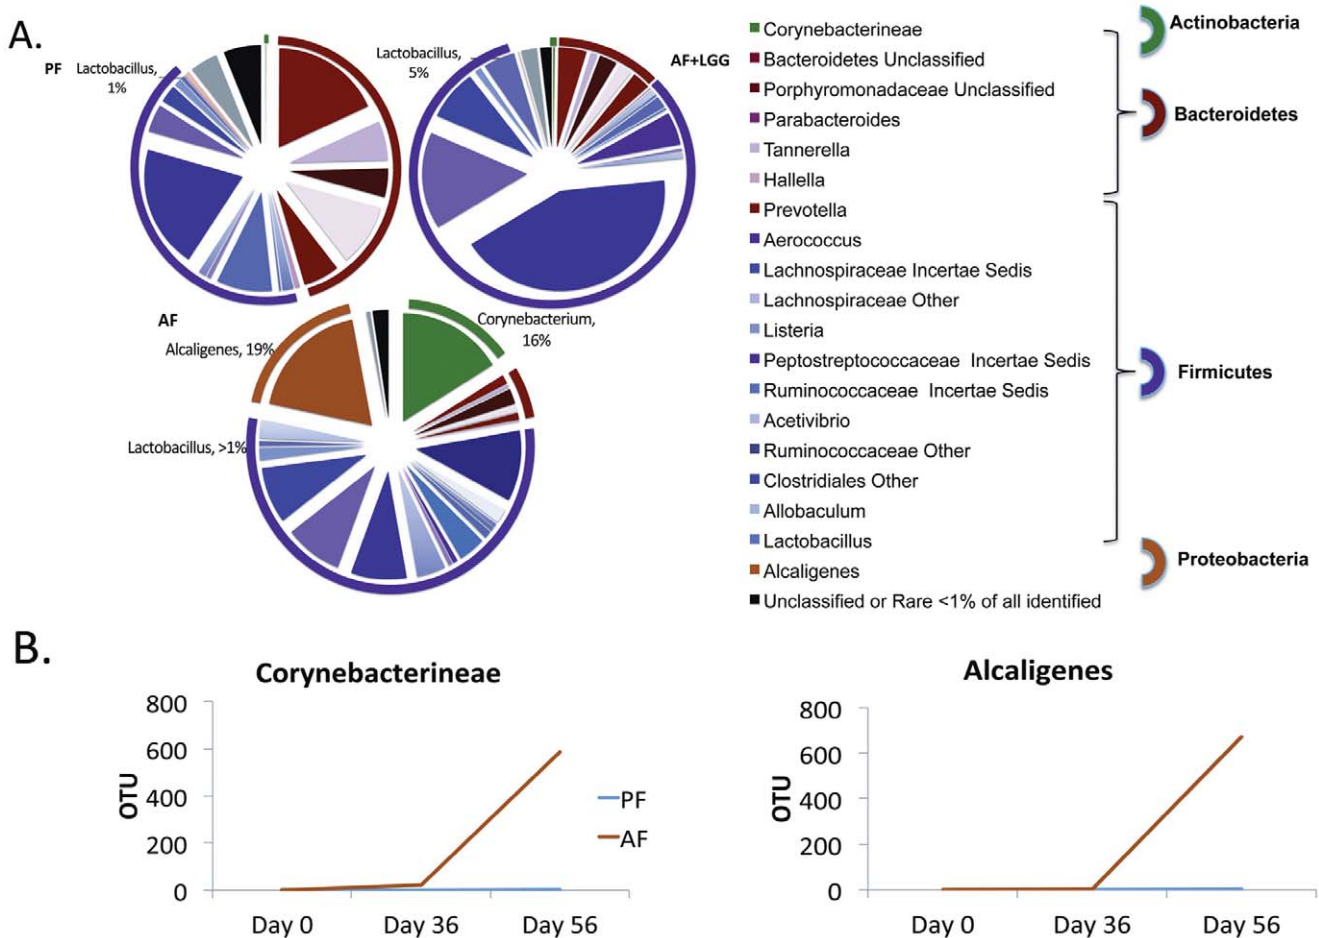 A.
PF
Lactobacillus,
1%
Lactobacillus,
5%
AF+LGG
AF
Alcaligenes, 19%
Corynebacterium,
16%
Lactobacillus, >1%
Corynebacterineae
Bacteroidetes Unclassified
Porphyromonadaceae Unclassified
Parabacteroides
Tannerella
Hallella
Prevotella
Aerococcus
Lachnospiraceae Incertae Sedis
Lachnospiraceae Other
Listeria
Peptostreptococcaceae Incertae Sedis
Ruminococcaceae Incertae Sedis
Acetivibrio
Ruminococcaceae Other
Clostridiales Other
Allobaculum
Lactobacillus
Alcaligenes
Unclassified or Rare <1% of all identified
Actinobacteria
Bacteroidetes
Firmicutes
Proteobacteria
B.
Corynebacterineae
800
600
400
200
0
OTU
Day 0 Day 36 Day 56
PF
AF
Alcaligenes
800
600
400
200
0
OTU
Day 0 Day 36 Day 56